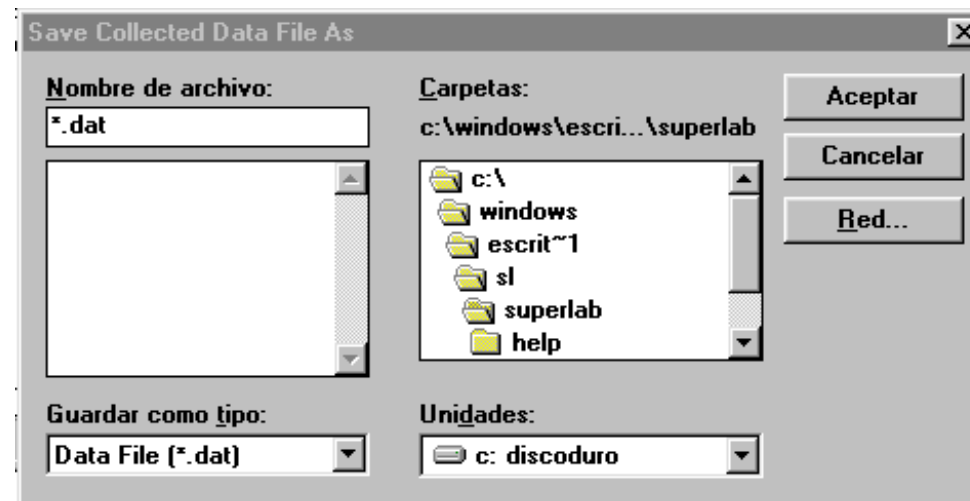 Save Collected Data File As
Nombre de archivo:
*.dat
Carpetas:
c:\windows\escri...\superlab
c:\
windows
escrit~1
sl
superlab
help
Guardar como tipo:
Data File (*.dat)
Unidades:
c: discoduro
Aceptar
Cancelar
Red...